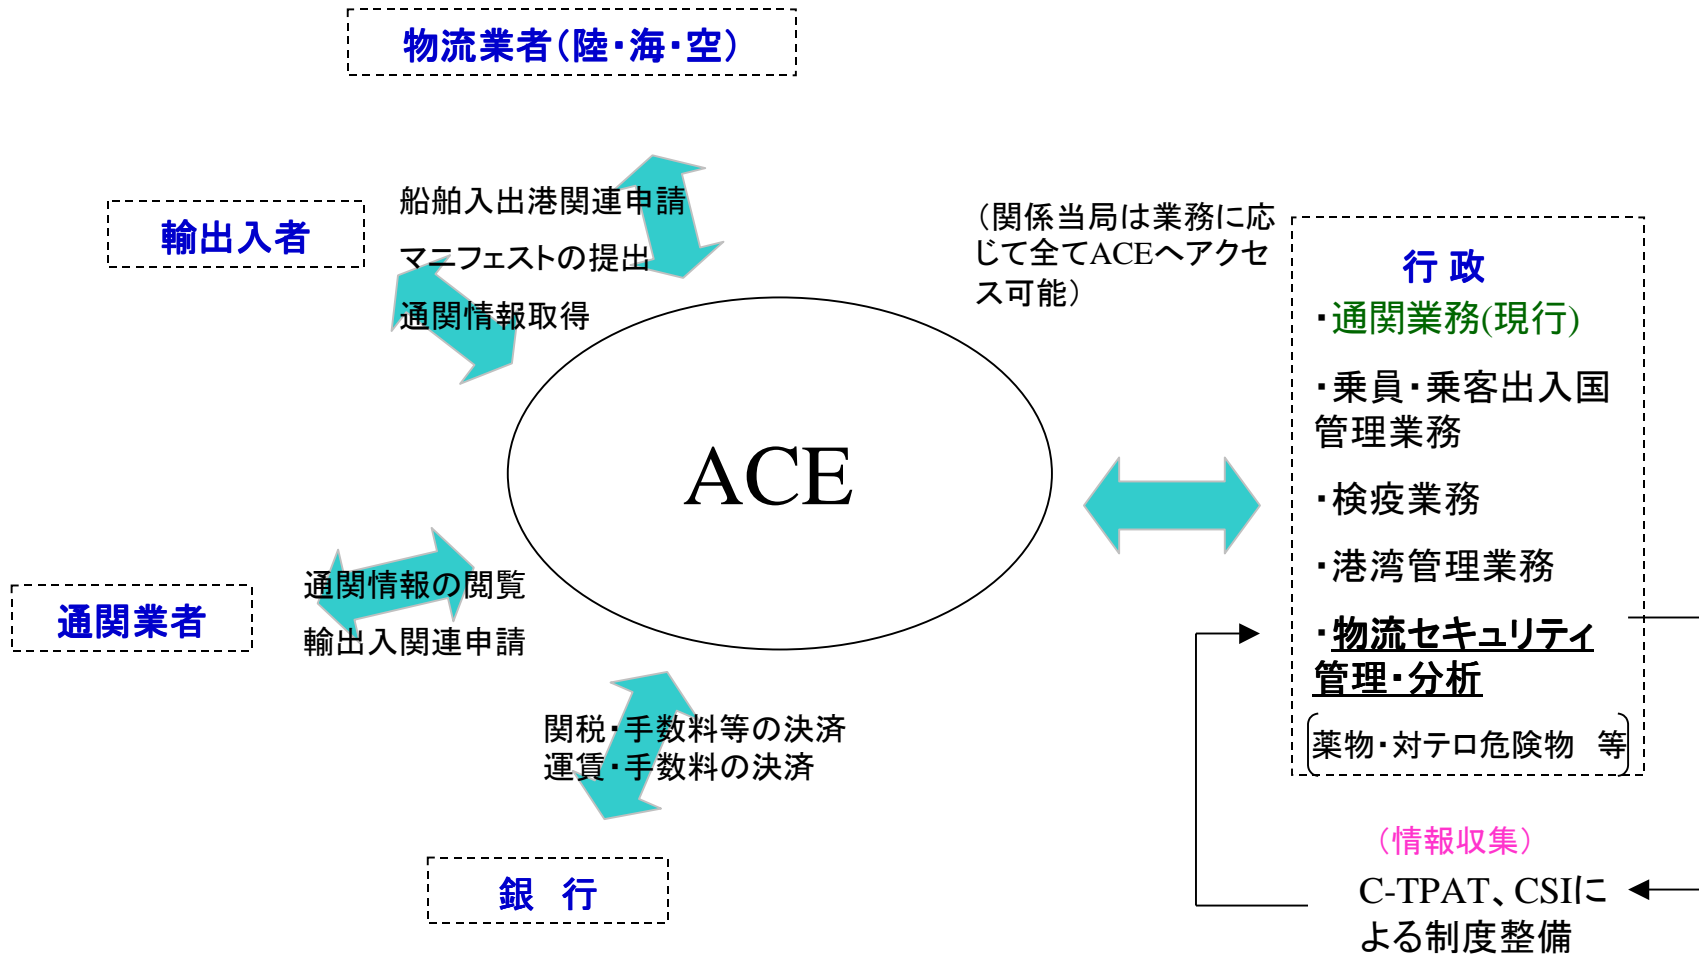 物流業者(陸・海・空)
輸出入者
船舶入出港関連申請
マニフェストの提出
通関情報取得
(関係当局は業務に応
じて全てACEへアクセ
ス可能)
ACE
通関業者
通関情報の閲覧
輸出入関連申請
関税・手数料等の決済
運賃・手数料の決済
銀 行
行 政
・通関業務(現行)
・乗員・乗客出入国
管理業務
・検疫業務
・港湾管理業務
・物流セキュリティ
管理・分析
薬物・対テロ危険物 等
(情報収集)
C-TPAT、CSIに
よる制度整備